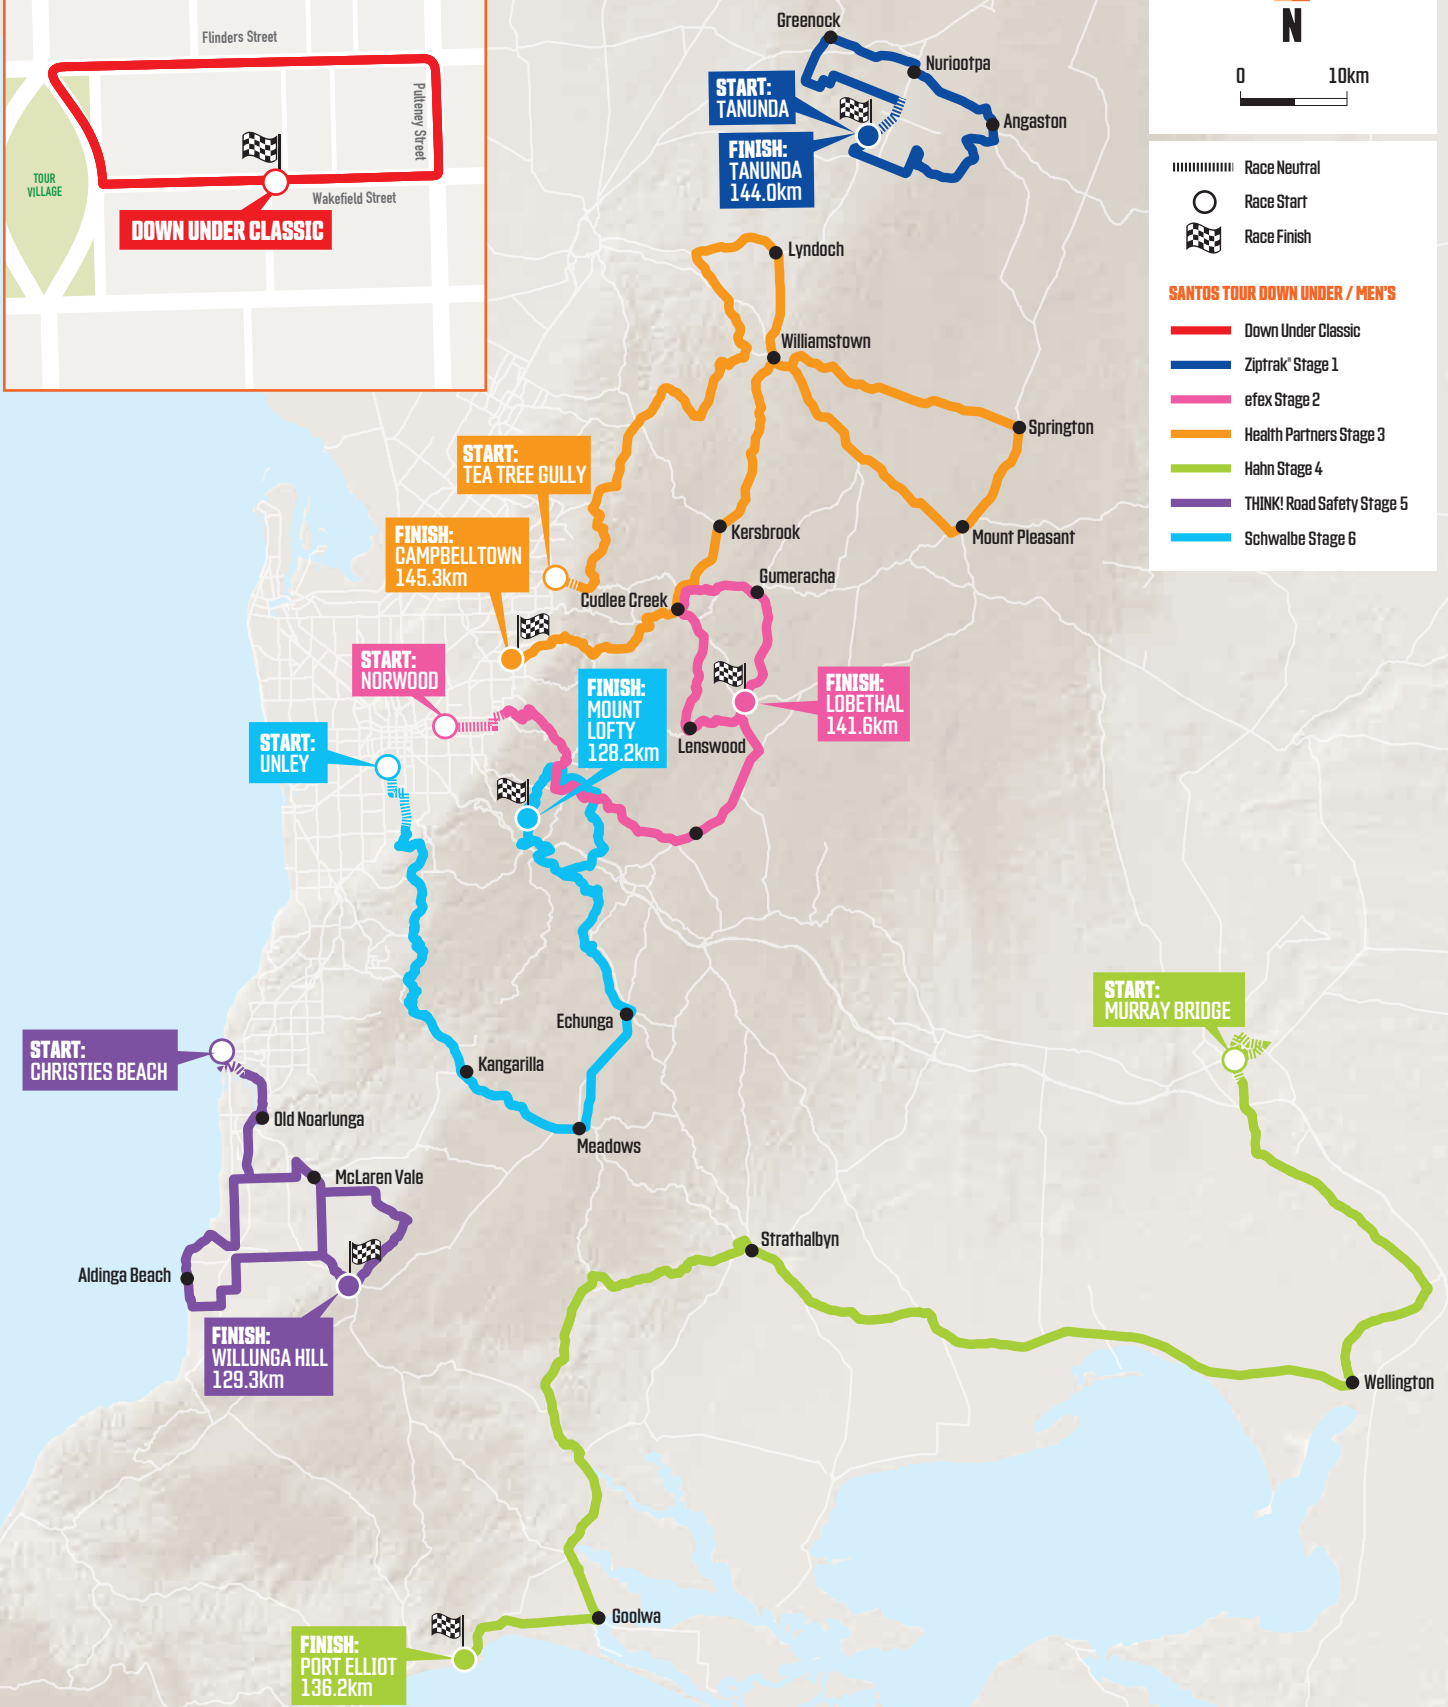 Flinders Street
Pulteney Street
TOUR
VILLAGE
Wakefield Street
DOWN UNDER CLASSIC
N
0 10km
Race Neutral
Race Start
Race Finish
SANTOS TOUR DOWN UNDER / MEN'S
Down Under Classic
Ziptrak® Stage 1
efex Stage 2
Health Partners Stage 3
Hahn Stage 4
THINK! Road Safety Stage 5
Schwalbe Stage 6
Greenock
Nuriootpa
START:
TANUNDA
Angaston
FINISH:
TANUNDA
144.0km
Lyndoch
Williamstown
Springton
START:
TEA TREE GULLY
FINISH:
CAMPBELLTOWN
145.3km
Kersbrook
Mount Pleasant
Gumeracha
Cudlee Creek
START:
NORWOOD
FINISH:
MOUNT
LOFTY
128.2km
FINISH:
LOBETHAL
141.6km
Lenswood
START:
UNLEY
START:
MURRAY BRIDGE
Echunga
START:
CHRISTIES BEACH
Kangarilla
Old Noarlunga
Meadows
McLaren Vale
Strathalbyn
Aldinga Beach
FINISH:
WILLUNGA HILL
129.3km
Wellington
Goolwa
FINISH:
PORT ELLIOT
136.2km